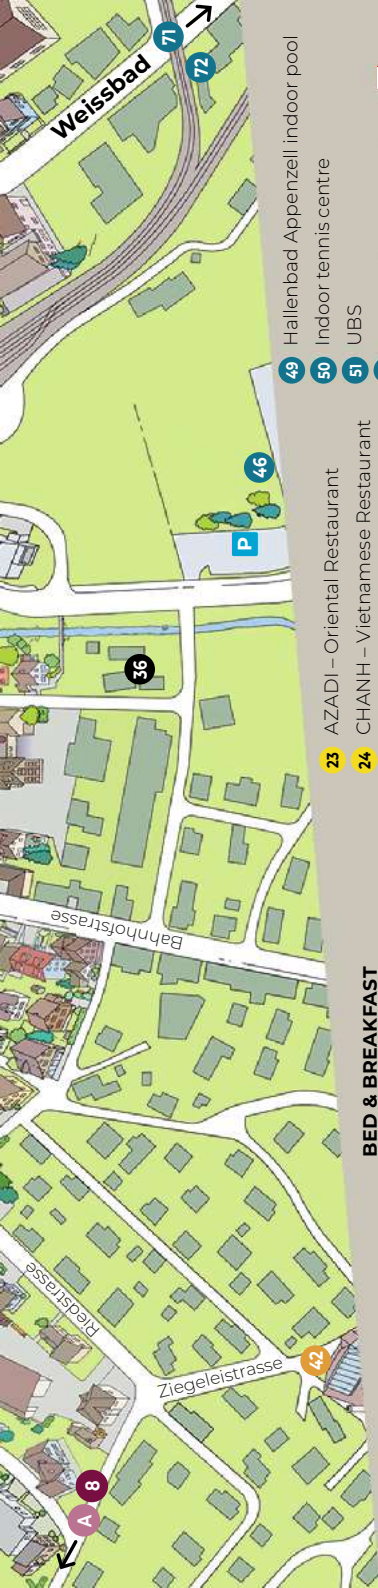 Weissbad
71
72
46
P
36
Bahnhofstrasse
Riedstrasse
Ziegeleistrasse
42
A
8
BED & BREAKFAST
23 AZADI – Oriental Restaurant
24 CHANH – Vietnamese Restaurant
49 Hallenbad Appenzell indoor pool
50 Indoor tennis centre
51 UBS